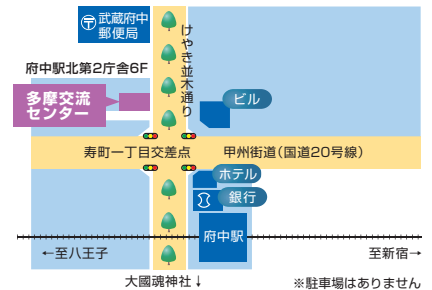 武蔵府中
郵便局
けやき並木通り
府中駅北第2庁舎6F
多摩交流
センター
ビル
寿町一丁目交差点
甲州街道(国道20号線)
ホテル
銀行
府中駅
←至八王子
至新宿→
大國魂神社↓
※駐車場はありません